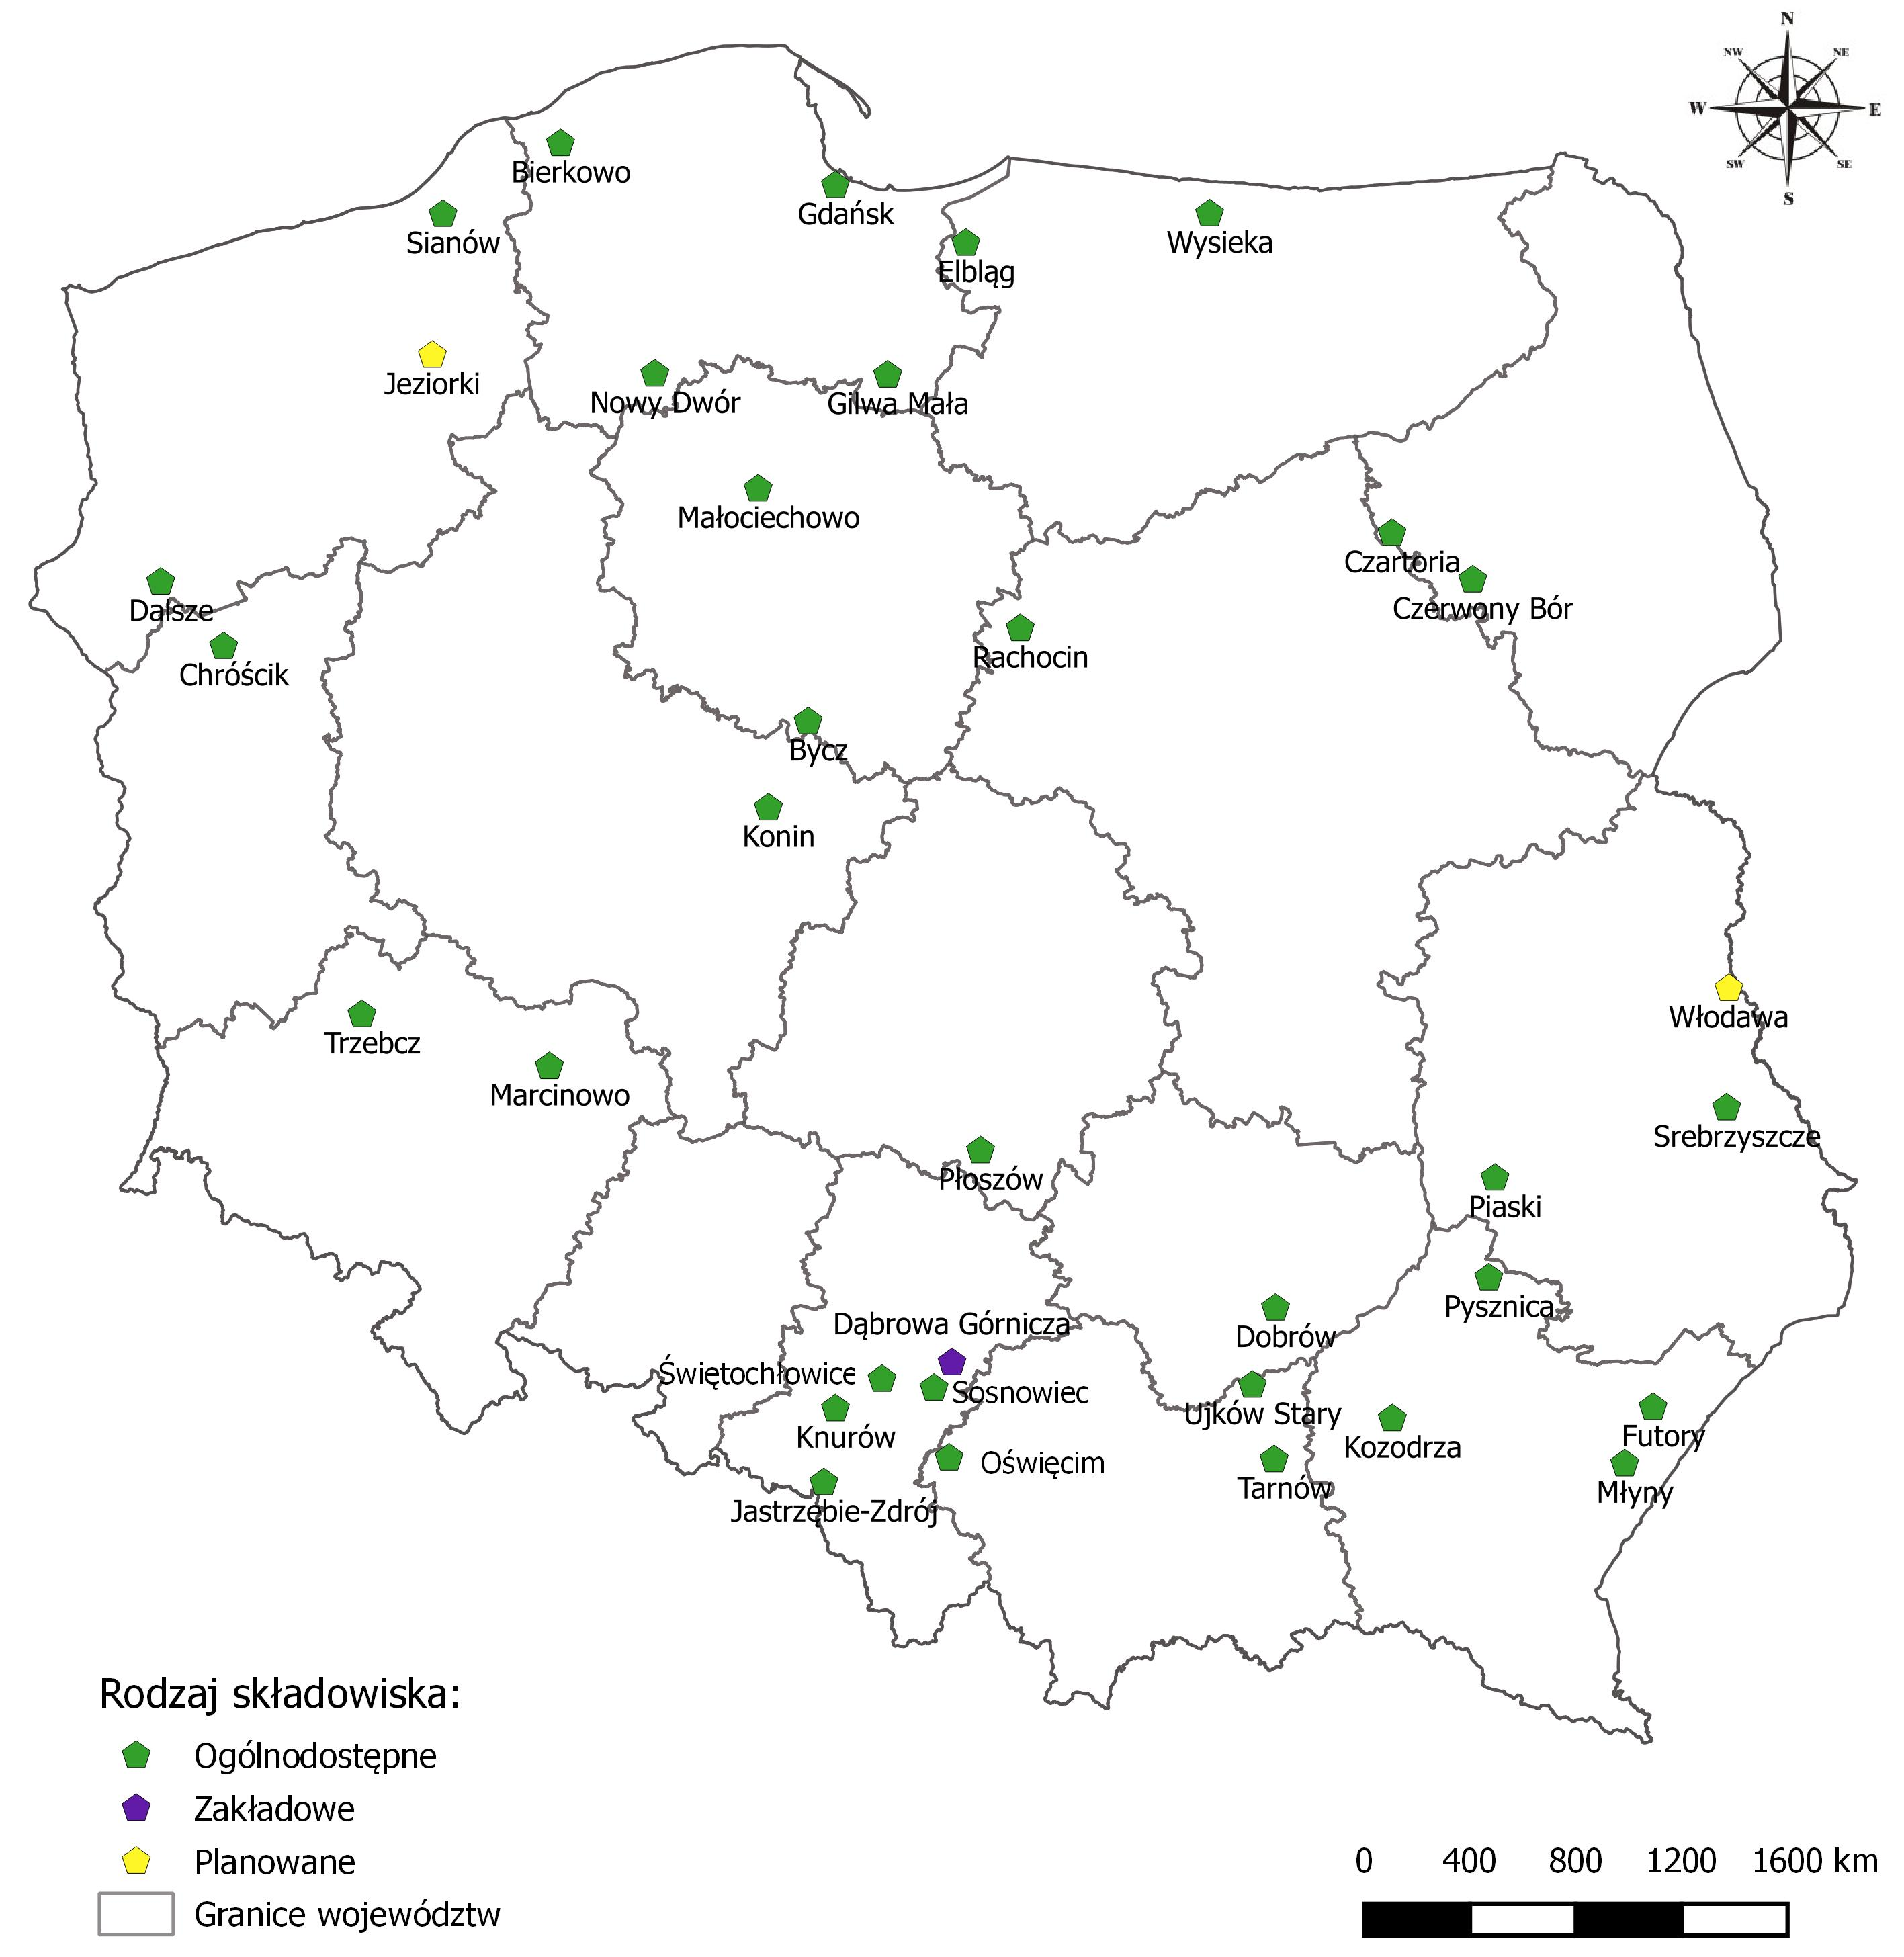 N
NW
NE
W
E
SW
SE
S
Bierkowo
Gdańsk
Sianów
Wysieka
Elbląg
Jeziorki
Nowy Dwór
Gilwa Mała
Małociechowo
Czartoria
Dalsze
Czerwony Bór
Rachocin
Chróścik
Bycz
Konin
Włodawa
Trzebcz
Marcinowo
Srebrzyszcze
Płoszów
Piaski
Pysznica
Dąbrowa Górnicza
Dobrów
Świętochłowice
Sosnowiec
Ujków Stary
Knurów
Futory
Kozodrza
Oświęcim
Tarnów
Młyny
Jastrzębie-Zdrój
Rodzaj składowiska:
Ogólnodostępne
Zakładowe
Planowane
Granice województw
0 400 800 1200 1600 km